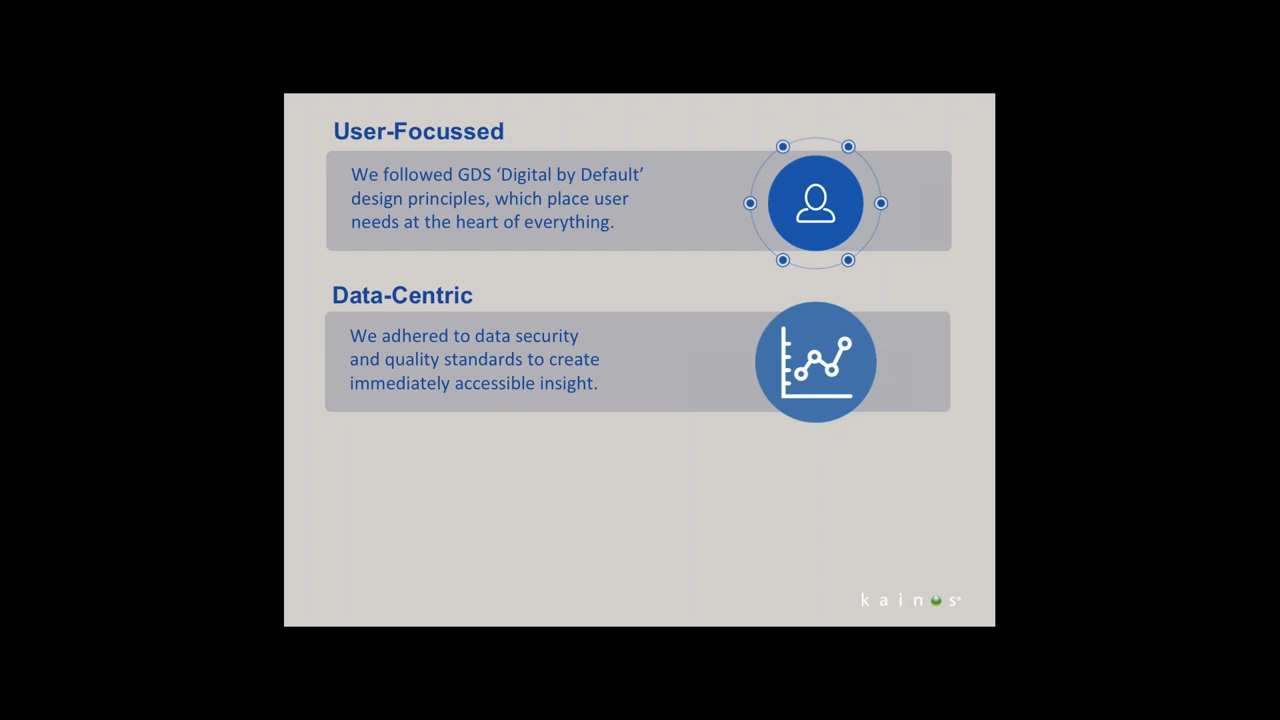 User-Focussed
We followed GDS ‘Digital by Default’
design principles, which place user
needs at the heart of everything.
Data-Centric
We adhered to data security
and quality standards to create
immediately accessible insight.
kainos